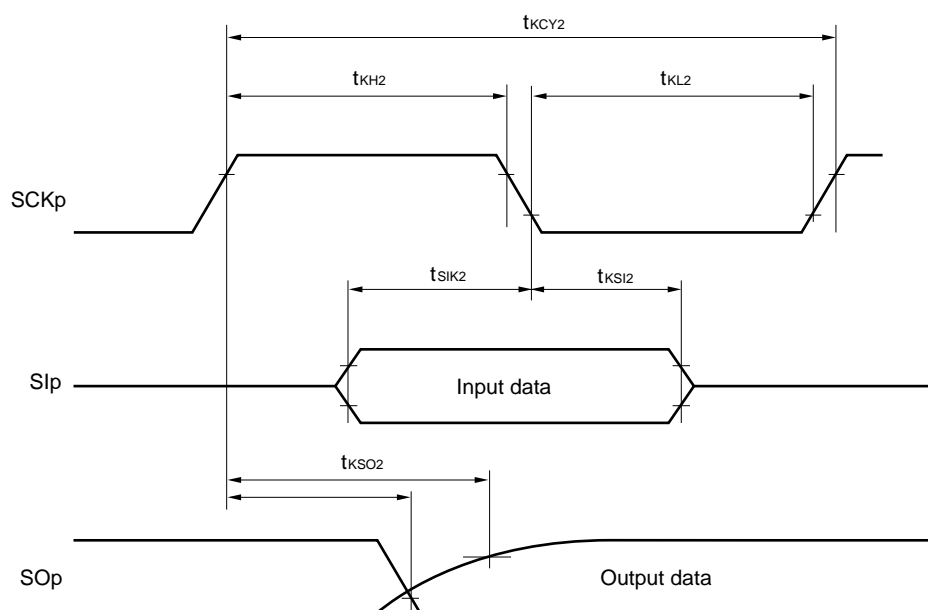 tKCY2
tKH2
tKL2
SCKp
tSIK2
tKSI2
SIp
Input data
tKSO2
SOp
Output data